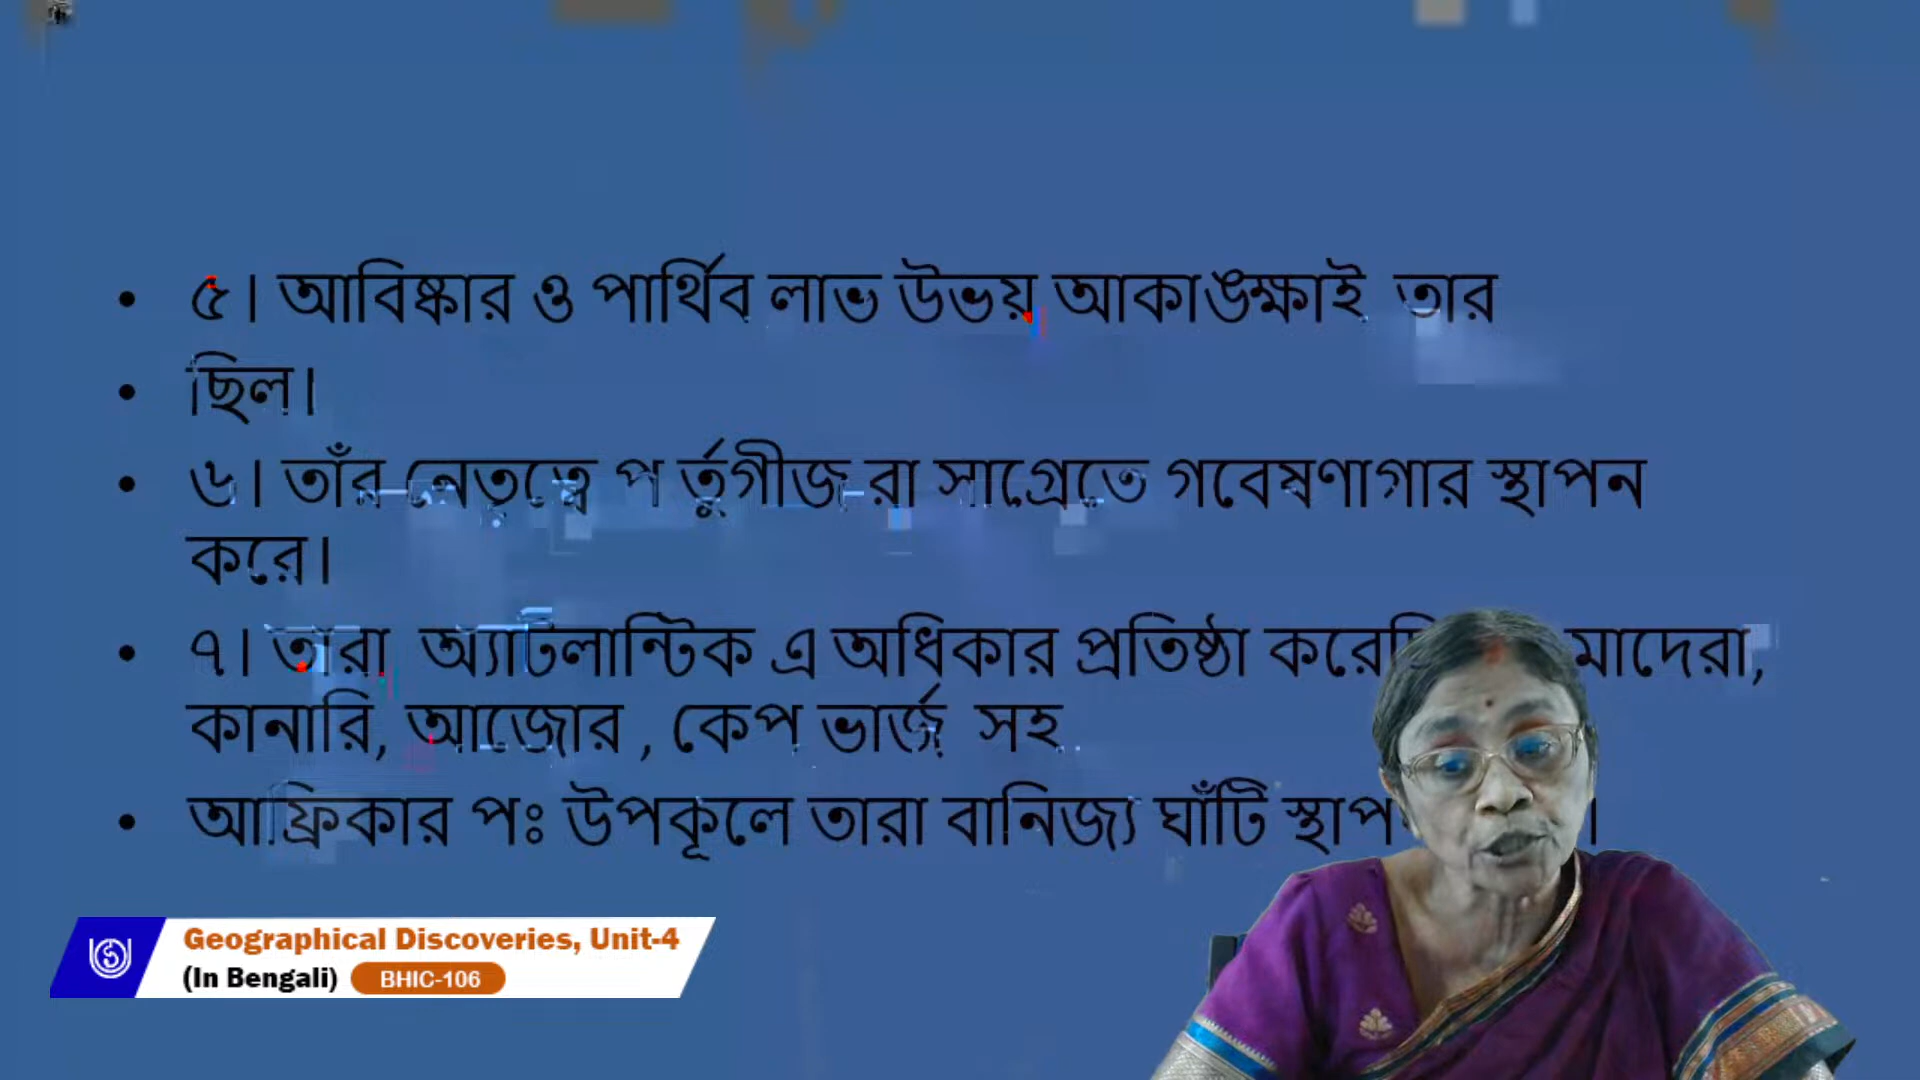 • ৫। আবিষ্কার ও পার্থিব লাভ উভয় আকাঙক্ষাই তার
• ছিল।
• ৬। তাঁর নেতৃত্বে প র্তুগীজ রা সাগ্রেতে গবেষণাগার স্থাপন
করে।
• ৭। তারা অ্যাটলান্টিক এ অধিকার প্রতিষ্ঠা মাদেরা,
কানারি, আজোর , কেপ ভার্জ সহ
• আফ্রিকার পঃ উপকূলে তারা বানিজ্য ঘাঁটি
Geographical Discoveries, Unit-4
(In Bengali) BHIC-106